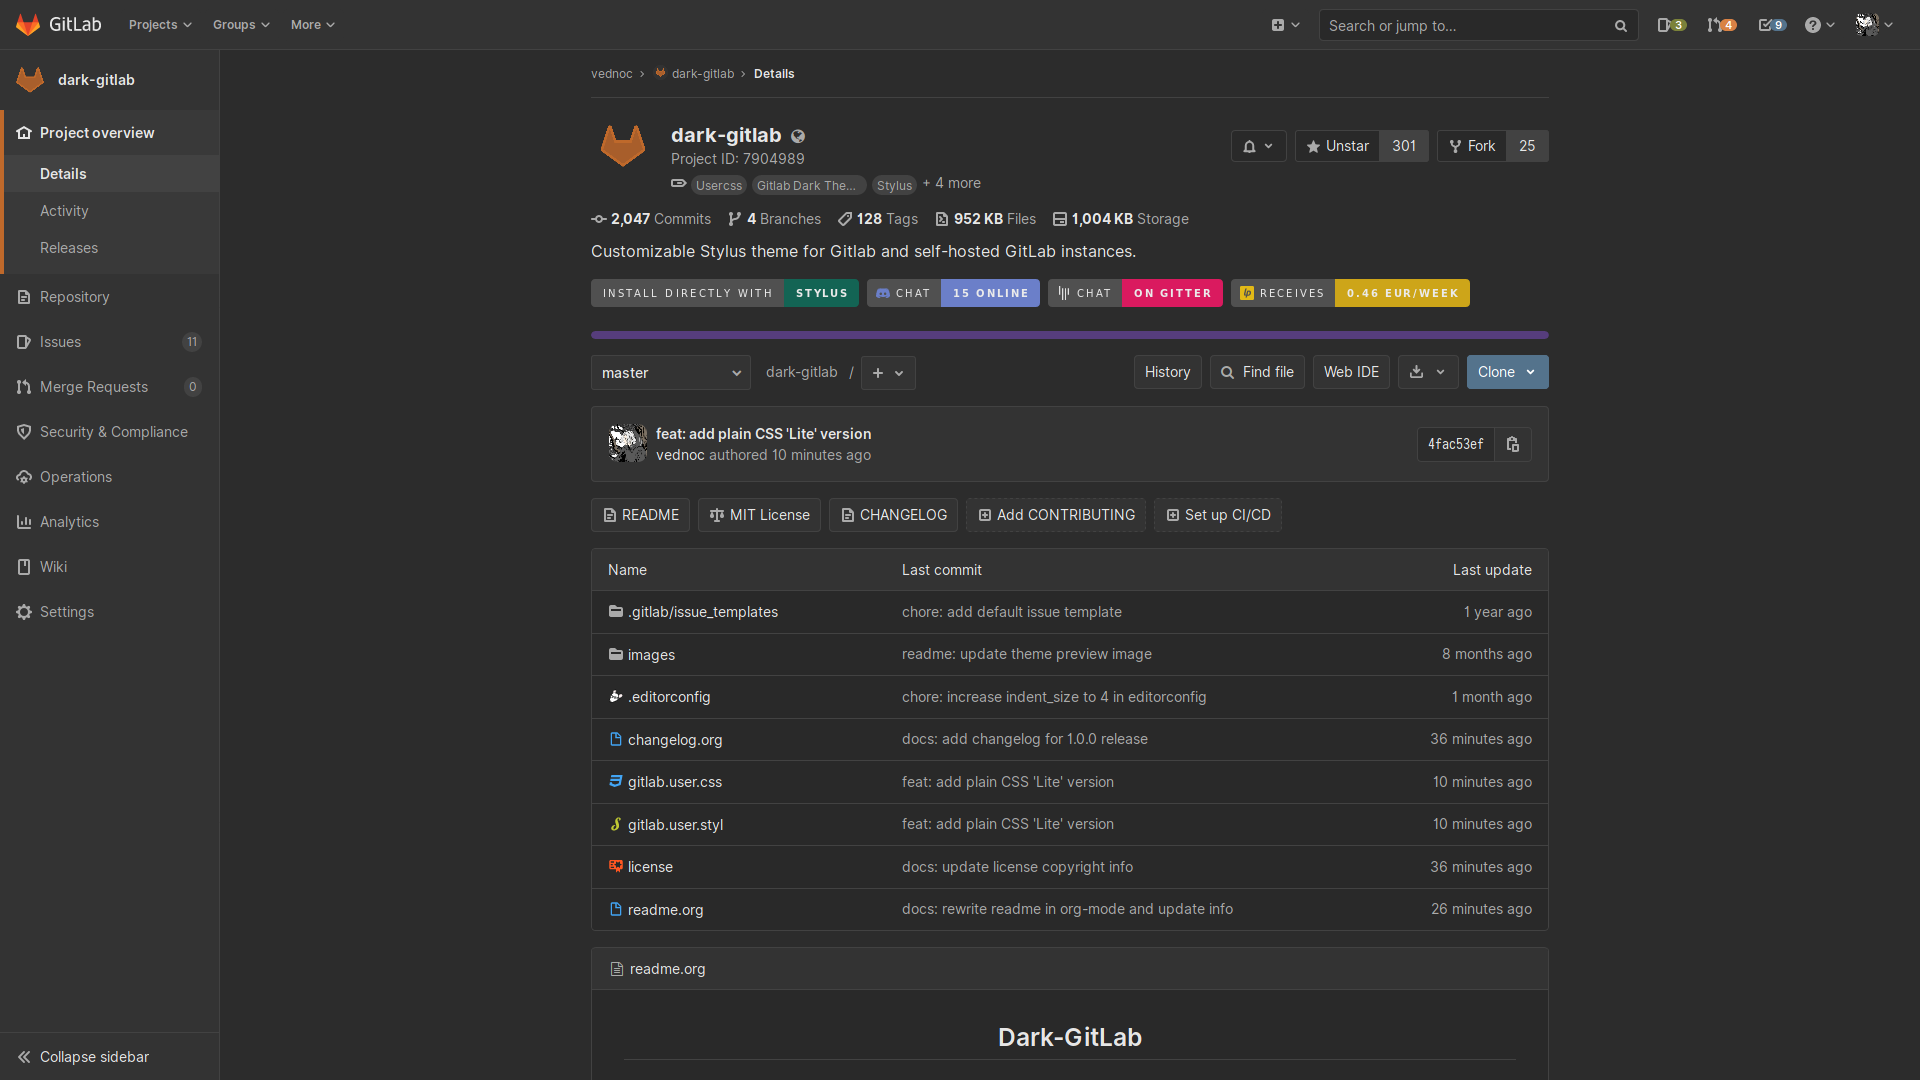 GitLab Projects Groups More Search or jump to... 3 4 9
dark-gitlab
Project overview
Details
Activity
Releases
Repository
Issues 11
Merge Requests 0
Security & Compliance
Operations
Analytics
Wiki
Settings
Collapse sidebar
vednoc › dark-gitlab › Details
dark-gitlab
Project ID: 7904989
Usercss Gitlab Dark The... Stylus + 4 more
Unstar 301 Fork 25
2,047 Commits 4 Branches 128 Tags 952 KB Files 1,004 KB Storage
Customizable Stylus theme for Gitlab and self-hosted GitLab instances.
INSTALL DIRECTLY WITH STYLUS CHAT 15 ONLINE CHAT ON GITTER lp RECEIVES 0.46 EUR/WEEK
master dark-gitlab / + History Find file Web IDE Clone
feat: add plain CSS 'Lite' version
vednoc authored 10 minutes ago
4fac53ef
README MIT License CHANGELOG Add CONTRIBUTING Set up CI/CD
Name Last commit Last update
.gitlab/issue_templates chore: add default issue template 1 year ago
images readme: update theme preview image 8 months ago
.editorconfig chore: increase indent_size to 4 in editorconfig 1 month ago
changelog.org docs: add changelog for 1.0.0 release 36 minutes ago
gitlab.user.css feat: add plain CSS 'Lite' version 10 minutes ago
gitlab.user.styl feat: add plain CSS 'Lite' version 10 minutes ago
license docs: update license copyright info 36 minutes ago
readme.org docs: rewrite readme in org-mode and update info 26 minutes ago
readme.org
Dark-GitLab